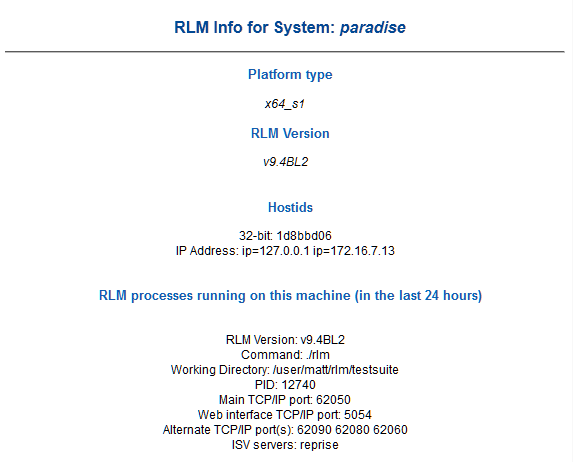 RLM Info for System: paradise
Platform type
x64_s1
RLM Version
v9.4BL2
Hostids
32-bit: 1d8bbd06
IP Address: ip=127.0.0.1 ip=172.16.7.13
RLM processes running on this machine (in the last 24 hours)
RLM Version: v9.4BL2
Command: ./rlm
Working Directory: /user/matt/rlm/testsuite
PID: 12740
Main TCP/IP port: 62050
Web interface TCP/IP port: 5054
Alternate TCP/IP port(s): 62090 62080 62060
ISV servers: reprise